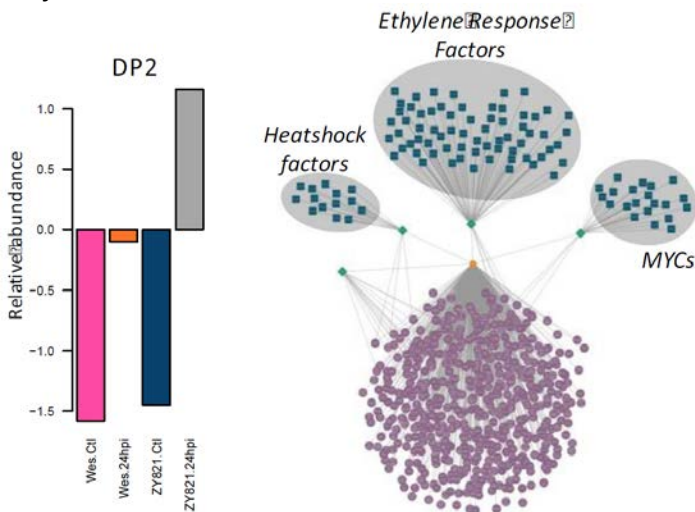 Ethylene Response
Factors
DP2
Heatshock
factors
MYCs
Relative abundance
1.0
0.5
0.0
−0.5
−1.0
−1.5
Wes.Ctl
Wes.24hpi
ZY821.Ctl
ZY821.24hpi